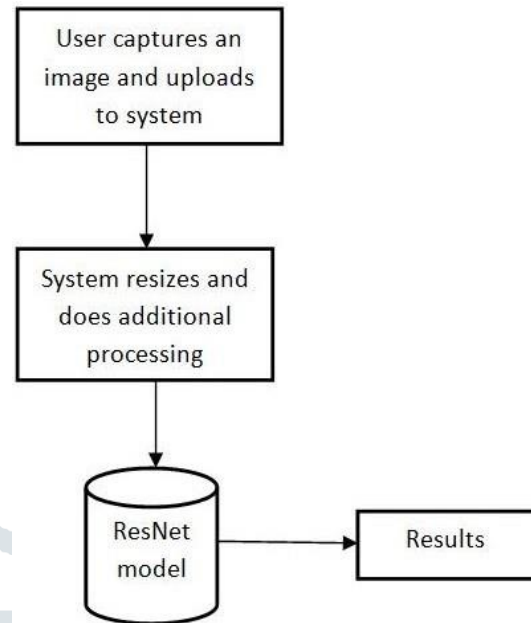 User captures an
image and uploads
to system
System resizes and
does additional
processing
ResNet
model
Results